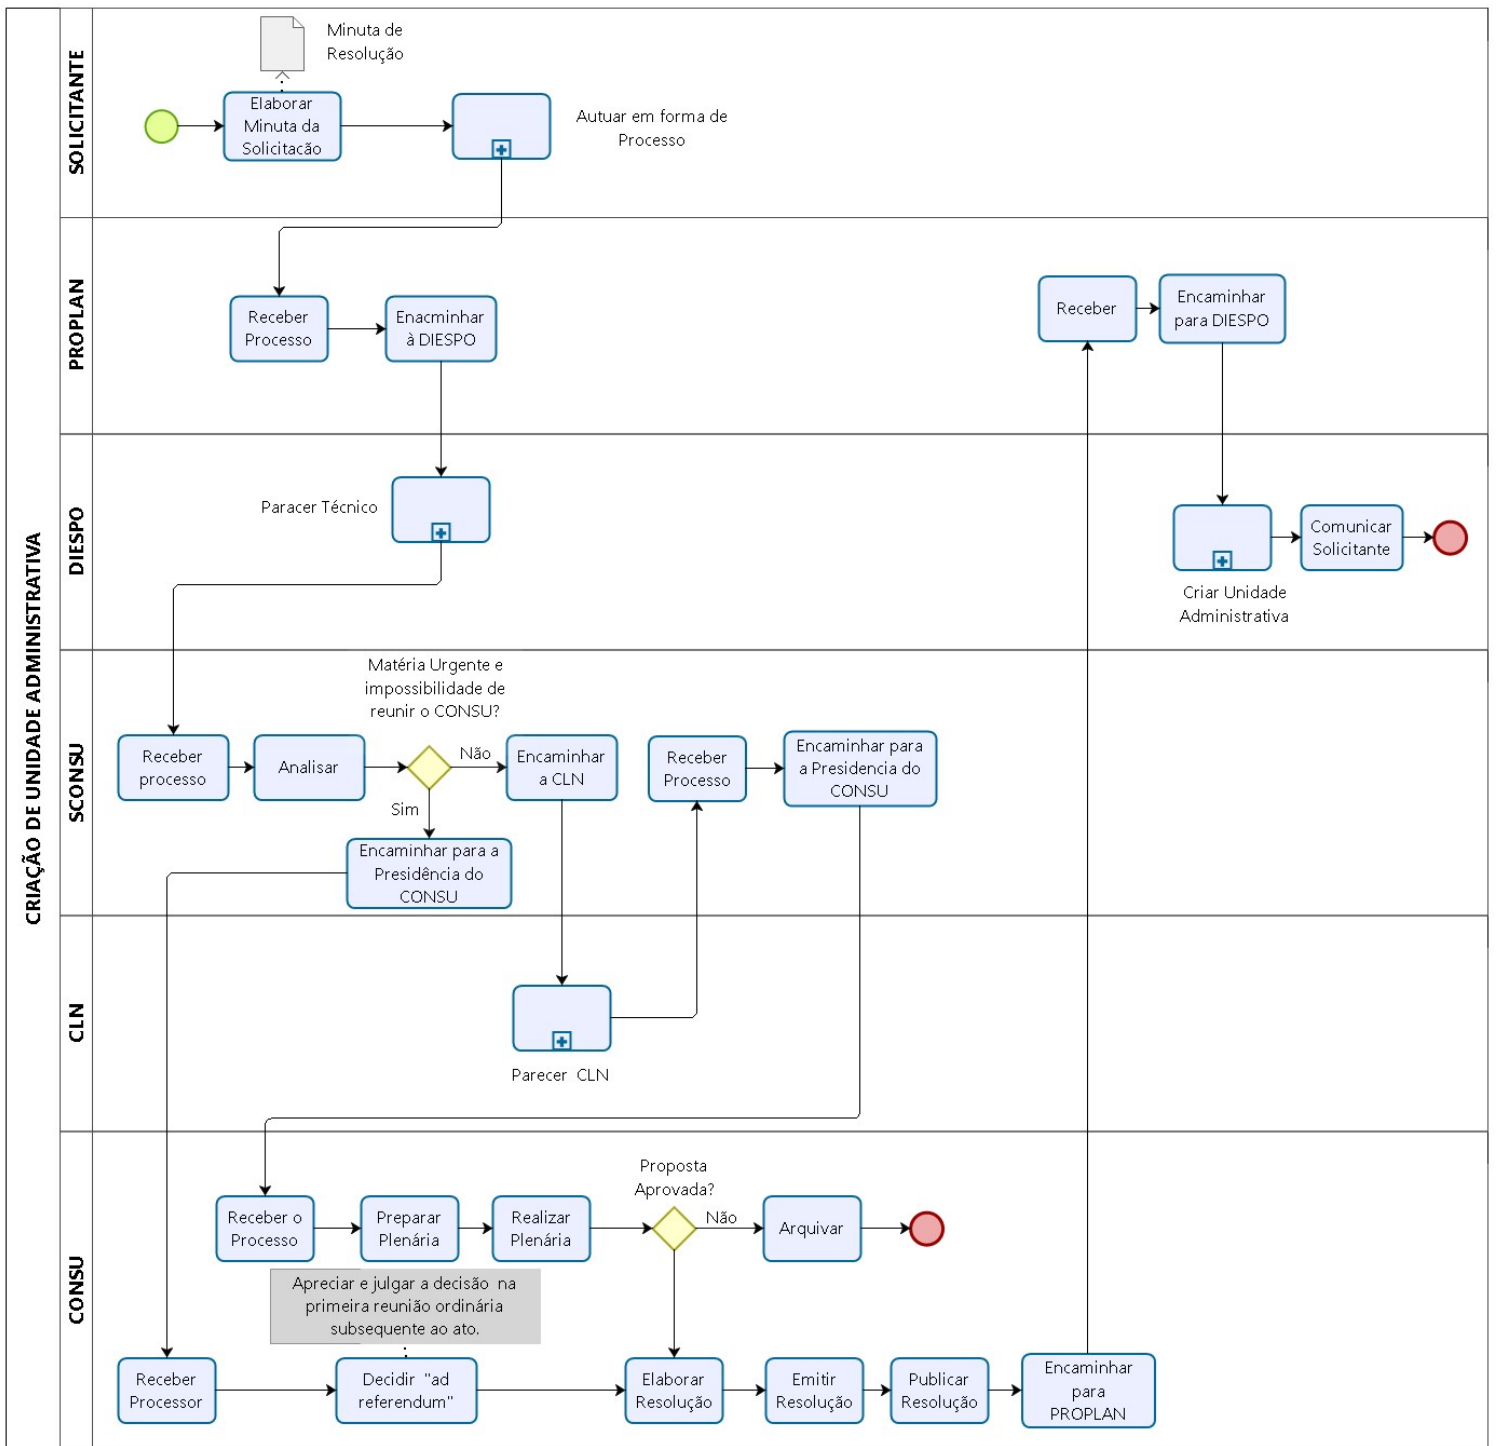 CRIAÇÃO DE UNIDADE ADMINISTRATIVA
SOLICITANTE
Minuta de
Resolução
Elaborar
Minuta da
Solicitacão
Autuar em forma de
Processo
PROPLAN
Receber
Processo
Enacminhar
à DIESPO
Receber
Encaminhar
para DIESPO
DIESPO
Paracer Técnico
Comunicar
Solicitante
Criar Unidade
Administrativa
SCONSU
Matéria Urgente e
impossibilidade de
reunir o CONSU?
Receber
processo
Analisar
Não
Sim
Encaminhar
a CLN
Receber
Processo
Encaminhar para
a Presidencia do
CONSU
Encaminhar para a
Presidência do
CONSU
CLN
Parecer CLN
CONSU
Proposta
Aprovada?
Receber o
Processo
Preparar
Plenária
Realizar
Plenária
Não
Arquivar
Apreciar e julgar a decisão na
primeira reunião ordinária
subsequente ao ato.
Receber
Processor
Decidir "ad
referendum"
Elaborar
Resolução
Emitir
Resolução
Publicar
Resolução
Encaminhar
para
PROPLAN